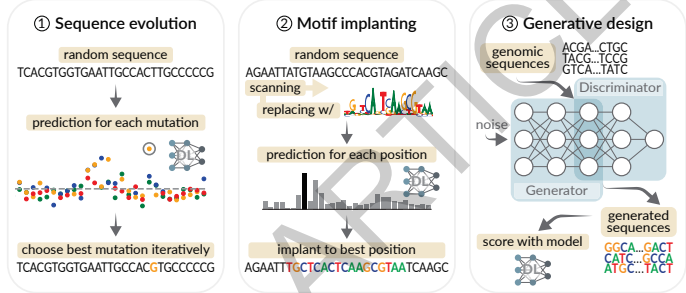 ① Sequence evolution
random sequence
TCACGTGGTGAATTGCCACTTGCCCCCG
prediction for each mutation
DL
choose best mutation iteratively
TCACGTGGTGAATTGCCACGTGCCCCCG
② Motif implanting
random sequence
AGAATTATGTAAGCCCACGTAGATCAAGC
scanning
replacing w/
prediction for each position
DL
implant to best position
AGAATTTGCTCACTCAAGCGTAATCAAGC
③ Generative design
genomic
sequences
ACGA...CTGC
TACG...TCCG
GTCA...TATC
Discriminator
noise
Generator
generated
sequences
score with model
DL
GGCA...GACT
CATC...GCCA
ATGC...TACT
ARTICL